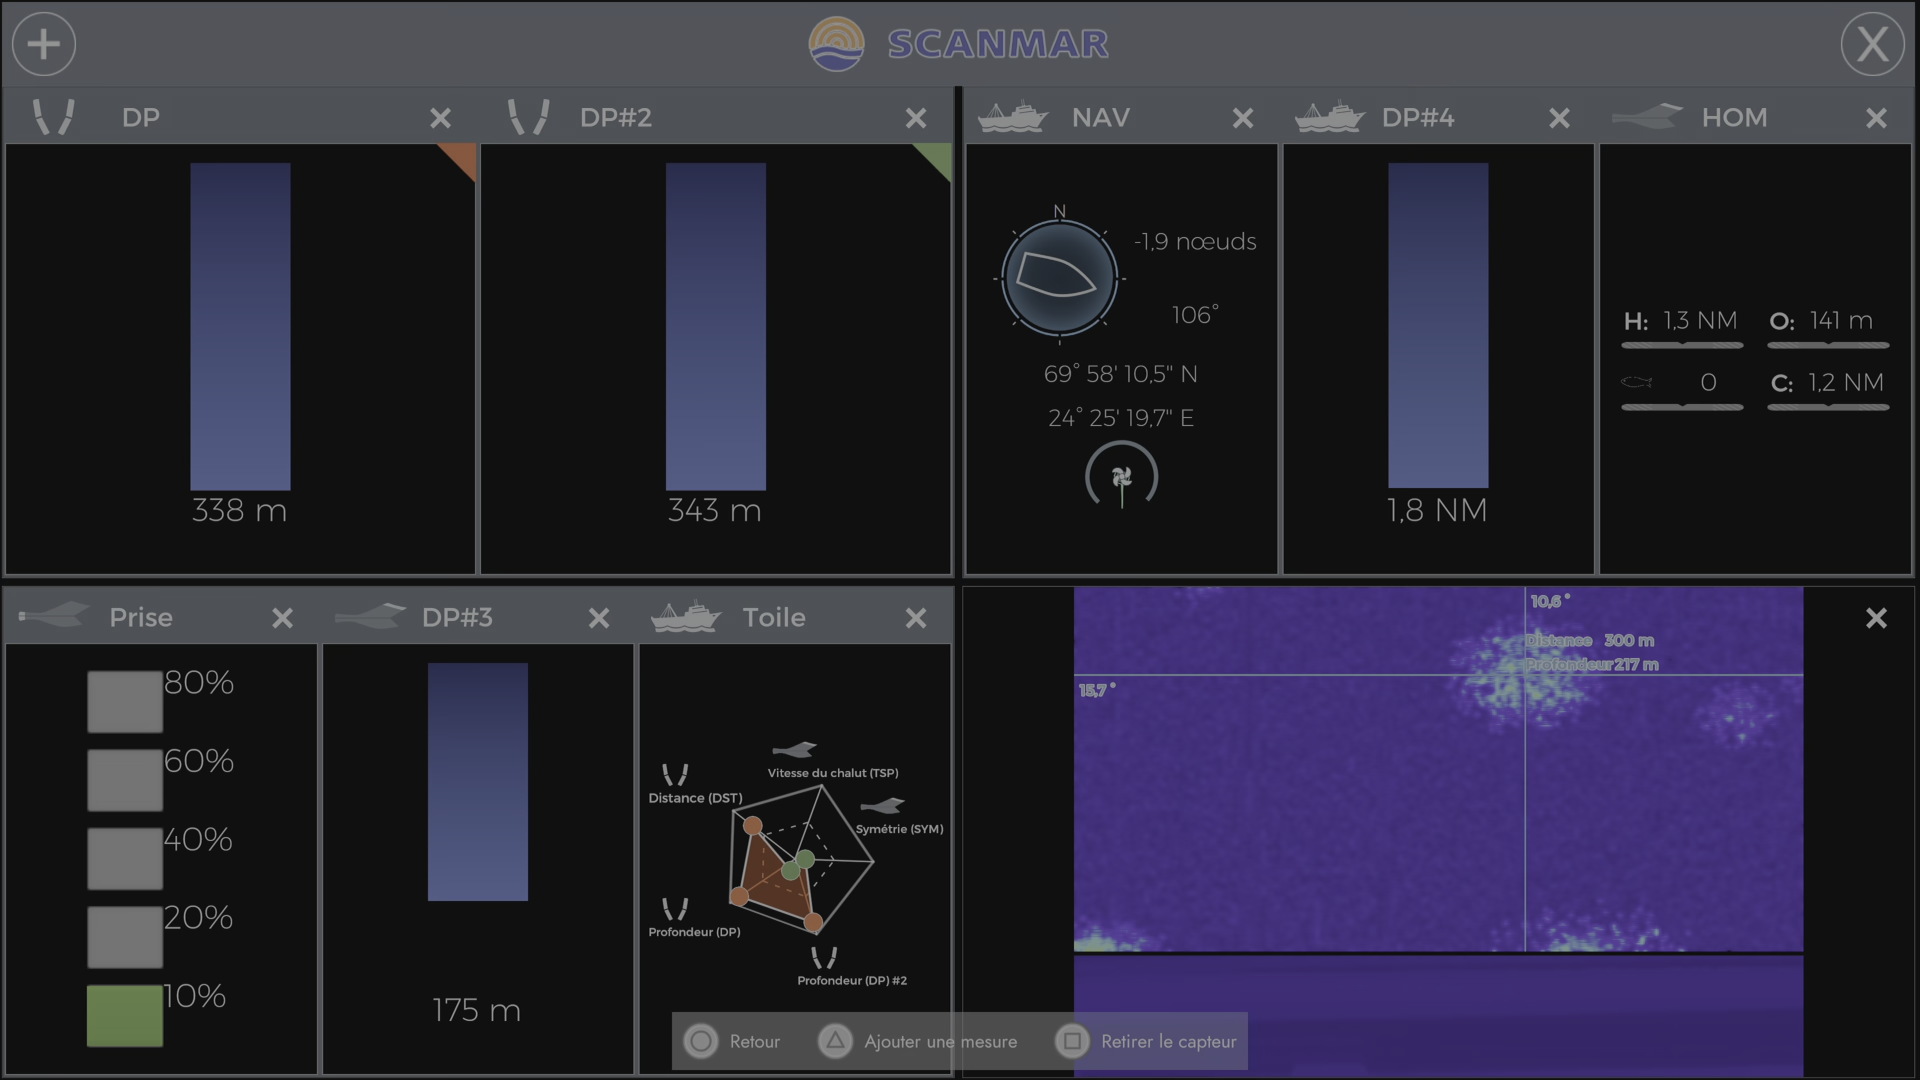 SCANMAR
X
DP
DP#2
NAV
DP#4
HOM
338 m
343 m
N
-1,9 nœuds
106°
69° 58' 10,5" N
24° 25' 19,7" E
1,8 NM
H: 1,3 NM
O: 141 m
0
C: 1,2 NM
Prise
DP#3
Toile
80%
60%
40%
20%
10%
175 m
Vitesse du chalut (TSP)
Distance (DST)
Symétrie (SYM)
Profondeur (DP)
Profondeur (DP) #2
10,6°
Distance 300 m
Profondeur 217 m
15,7°
Retour
Ajouter une mesure
Retirer le capteur